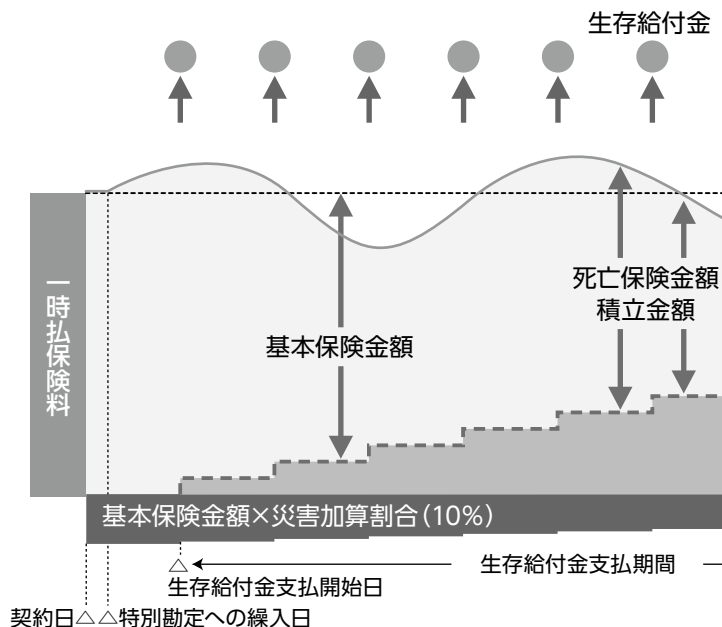 生存給付金
一時払保険料
死亡保険金額
積立金額
基本保険金額
基本保険金額×災害加算割合(10%)
生存給付金支払期間
生存給付金支払開始日
契約日△ △特別勘定への繰入日